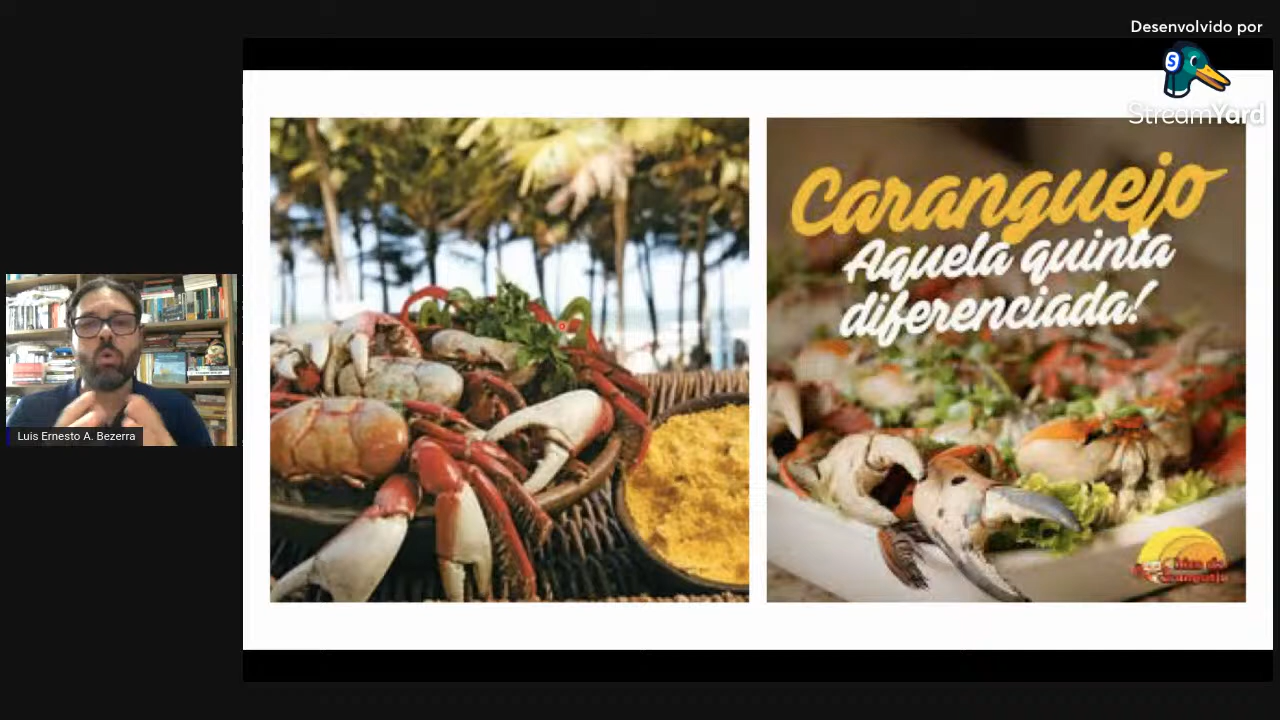 Desenvolvido por
StreamYard
Caranguejo
Aquela quinta
diferenciada!
Luis Ernesto A. Bezerra